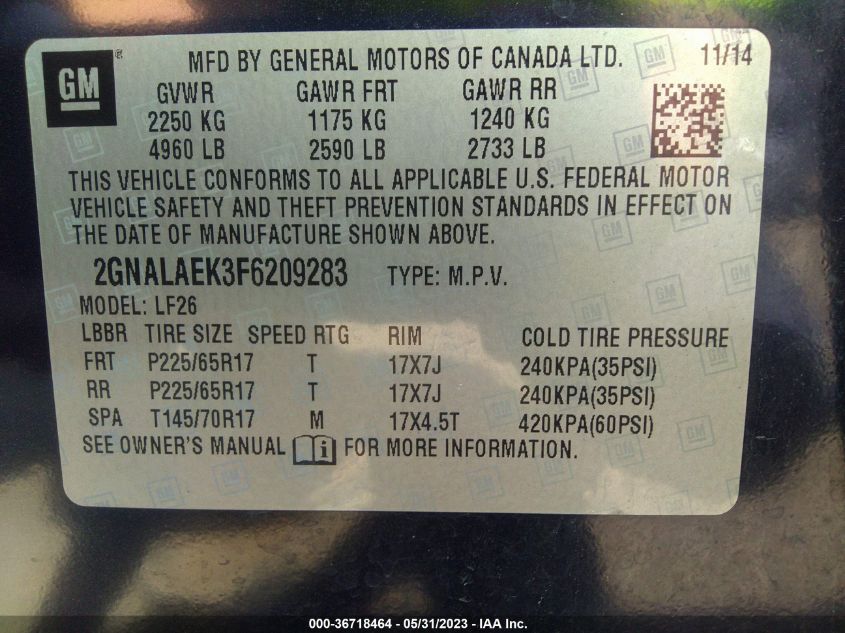 GM ® MFD BY GENERAL MOTORS OF CANADA LTD. 11/14
GVWR GAWR FRT GAWR RR
2250 KG 1175 KG 1240 KG
4960 LB 2590 LB 2733 LB
THIS VEHICLE CONFORMS TO ALL APPLICABLE U.S. FEDERAL MOTOR
VEHICLE SAFETY AND THEFT PREVENTION STANDARDS IN EFFECT ON
THE DATE OF MANUFACTURE SHOWN ABOVE.
2GNALAEK3F6209283 TYPE: M.P.V.
MODEL: LF26
LBBR TIRE SIZE SPEED RTG RIM COLD TIRE PRESSURE
FRT P225/65R17 T 17X7J 240KPA(35PSI)
RR P225/65R17 T 17X7J 240KPA(35PSI)
SPA T145/70R17 M 17X4.5T 420KPA(60PSI)
SEE OWNER'S MANUAL i FOR MORE INFORMATION.
000-36718464 - 05/31/2023 - IAA Inc.